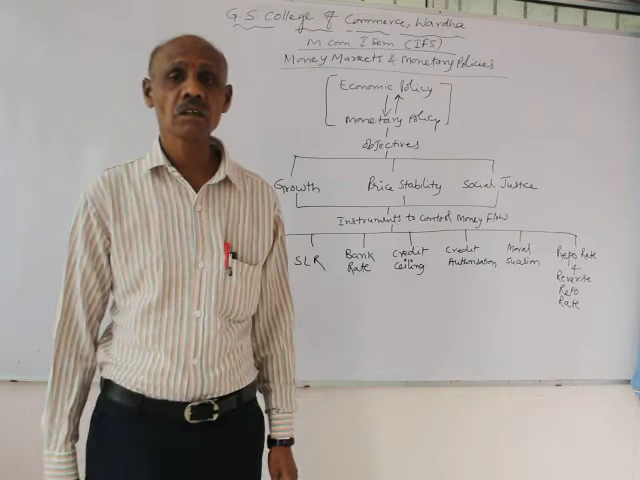 G.S College of Commerce, Wardha
M com I Sem (IFS)
Money Markets & Monetary Policies
Economic Policy
Monetary Policy
Objectives
Growth Price Stability Social Justice
Instruments to Control Money Flow
SLR Bank Rate Credit Ceiling Credit Authorisation Moral Suasion Repo Rate & Reverse Repo Rate